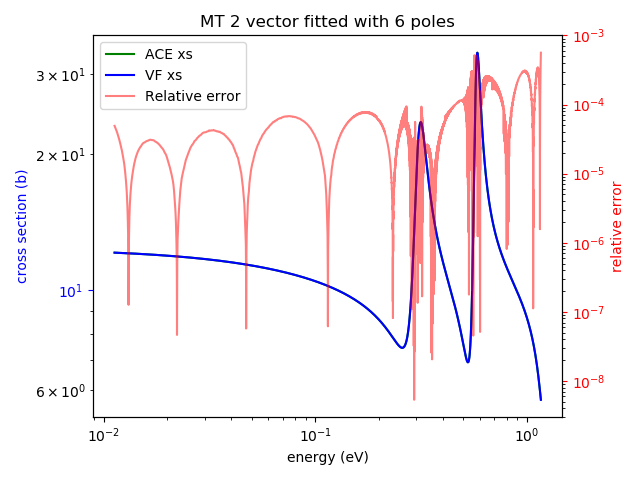 MT 2 vector fitted with 6 poles
ACE xs
VF xs
Relative error
cross section (b)
3 × 10¹
2 × 10¹
10¹
6 × 10⁰
10⁻³
10⁻⁴
10⁻⁵
10⁻⁶
10⁻⁷
10⁻⁸
relative error
10⁻²
10⁻¹
10⁰
energy (eV)